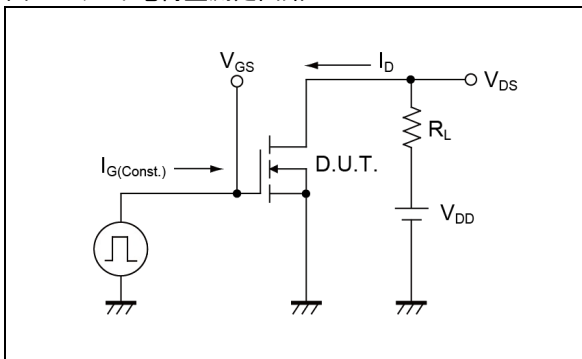 V_GS
I_D
V_DS
R_L
I_G(Const.)
D.U.T.
V_DD